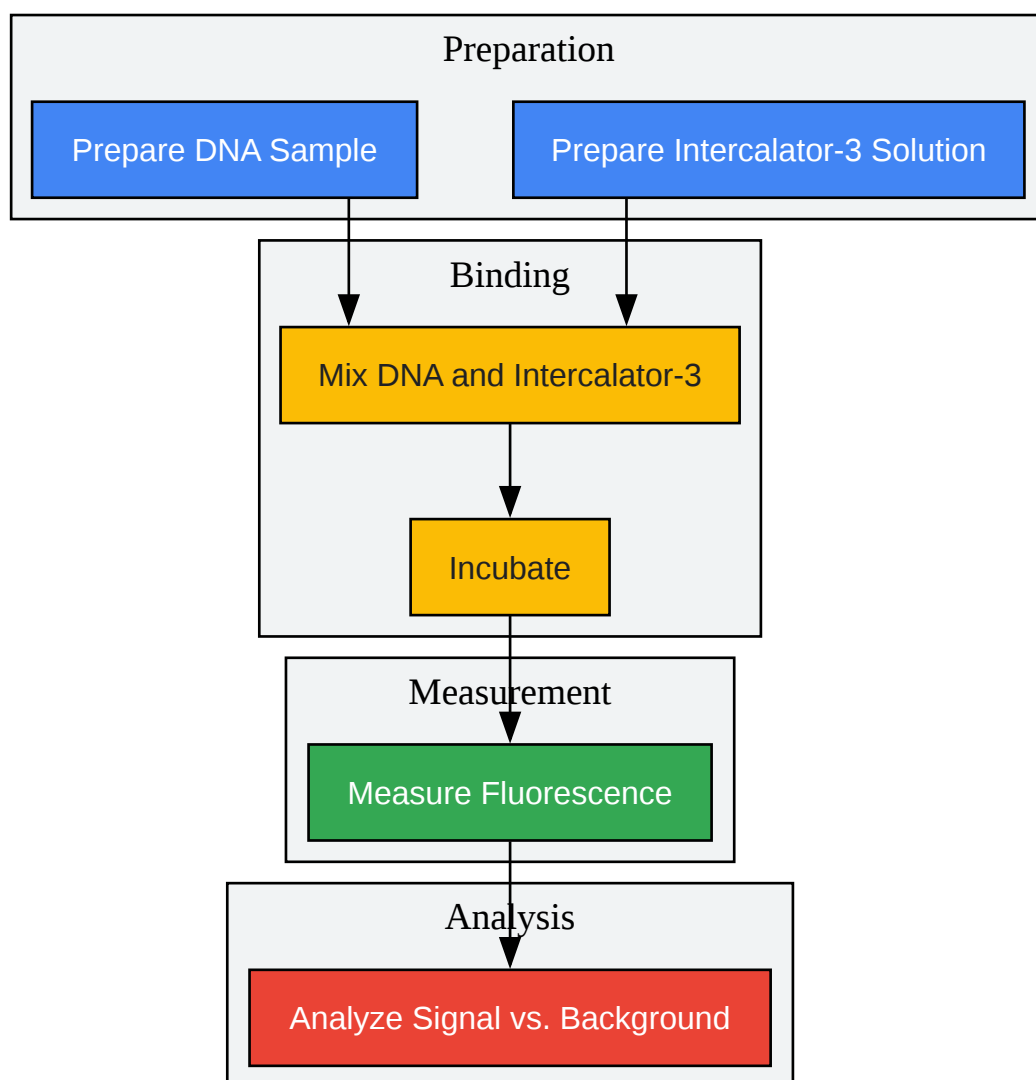 Preparation
Prepare DNA Sample
Prepare Intercalator-3 Solution
Binding
Mix DNA and Intercalator-3
Incubate
Measurement
Measure Fluorescence
Analysis
Analyze Signal vs. Background